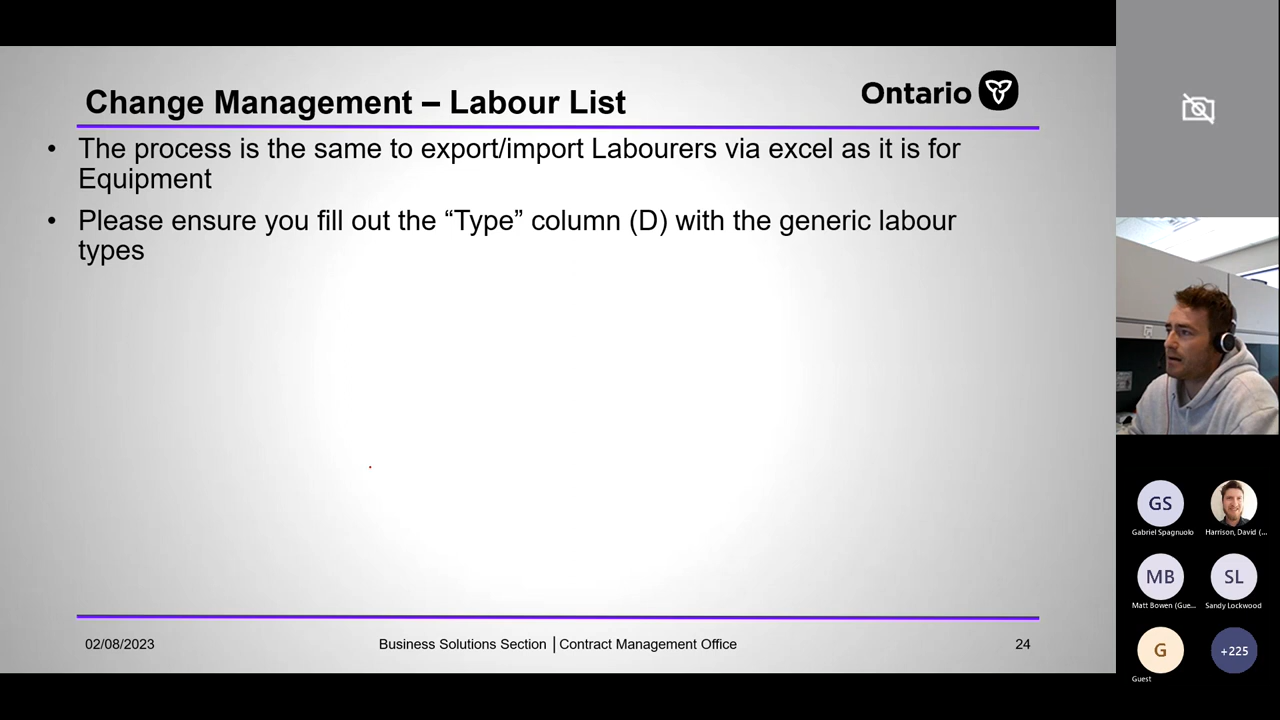 Change Management – Labour List
Ontario
• The process is the same to export/import Labourers via excel as it is for
Equipment
• Please ensure you fill out the “Type” column (D) with the generic labour
types
02/08/2023
Business Solutions Section │Contract Management Office
24
GS
Gabriel Spagnuolo
Harrison, David (...
MB
Matt Bowen (Gue...
SL
Sandy Lockwood
G
Guest
+225